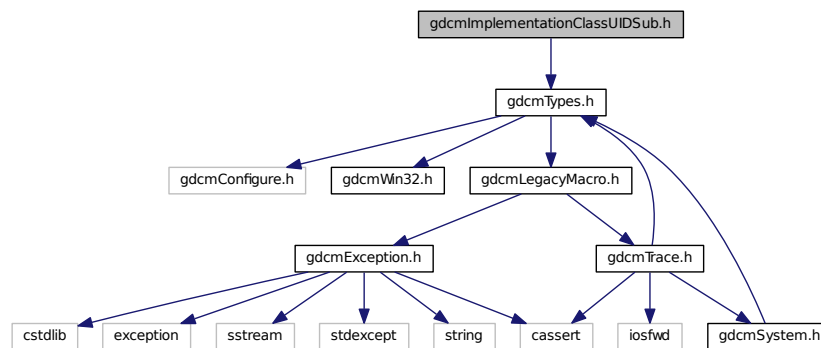 gdcmImplementationClassUIDSub.h
gdcmTypes.h
gdcmConfigure.h
gdcmWin32.h
gdcmLegacyMacro.h
gdcmException.h
gdcmTrace.h
cstdlib
exception
sstream
stdexcept
string
cassert
iosfwd
gdcmSystem.h